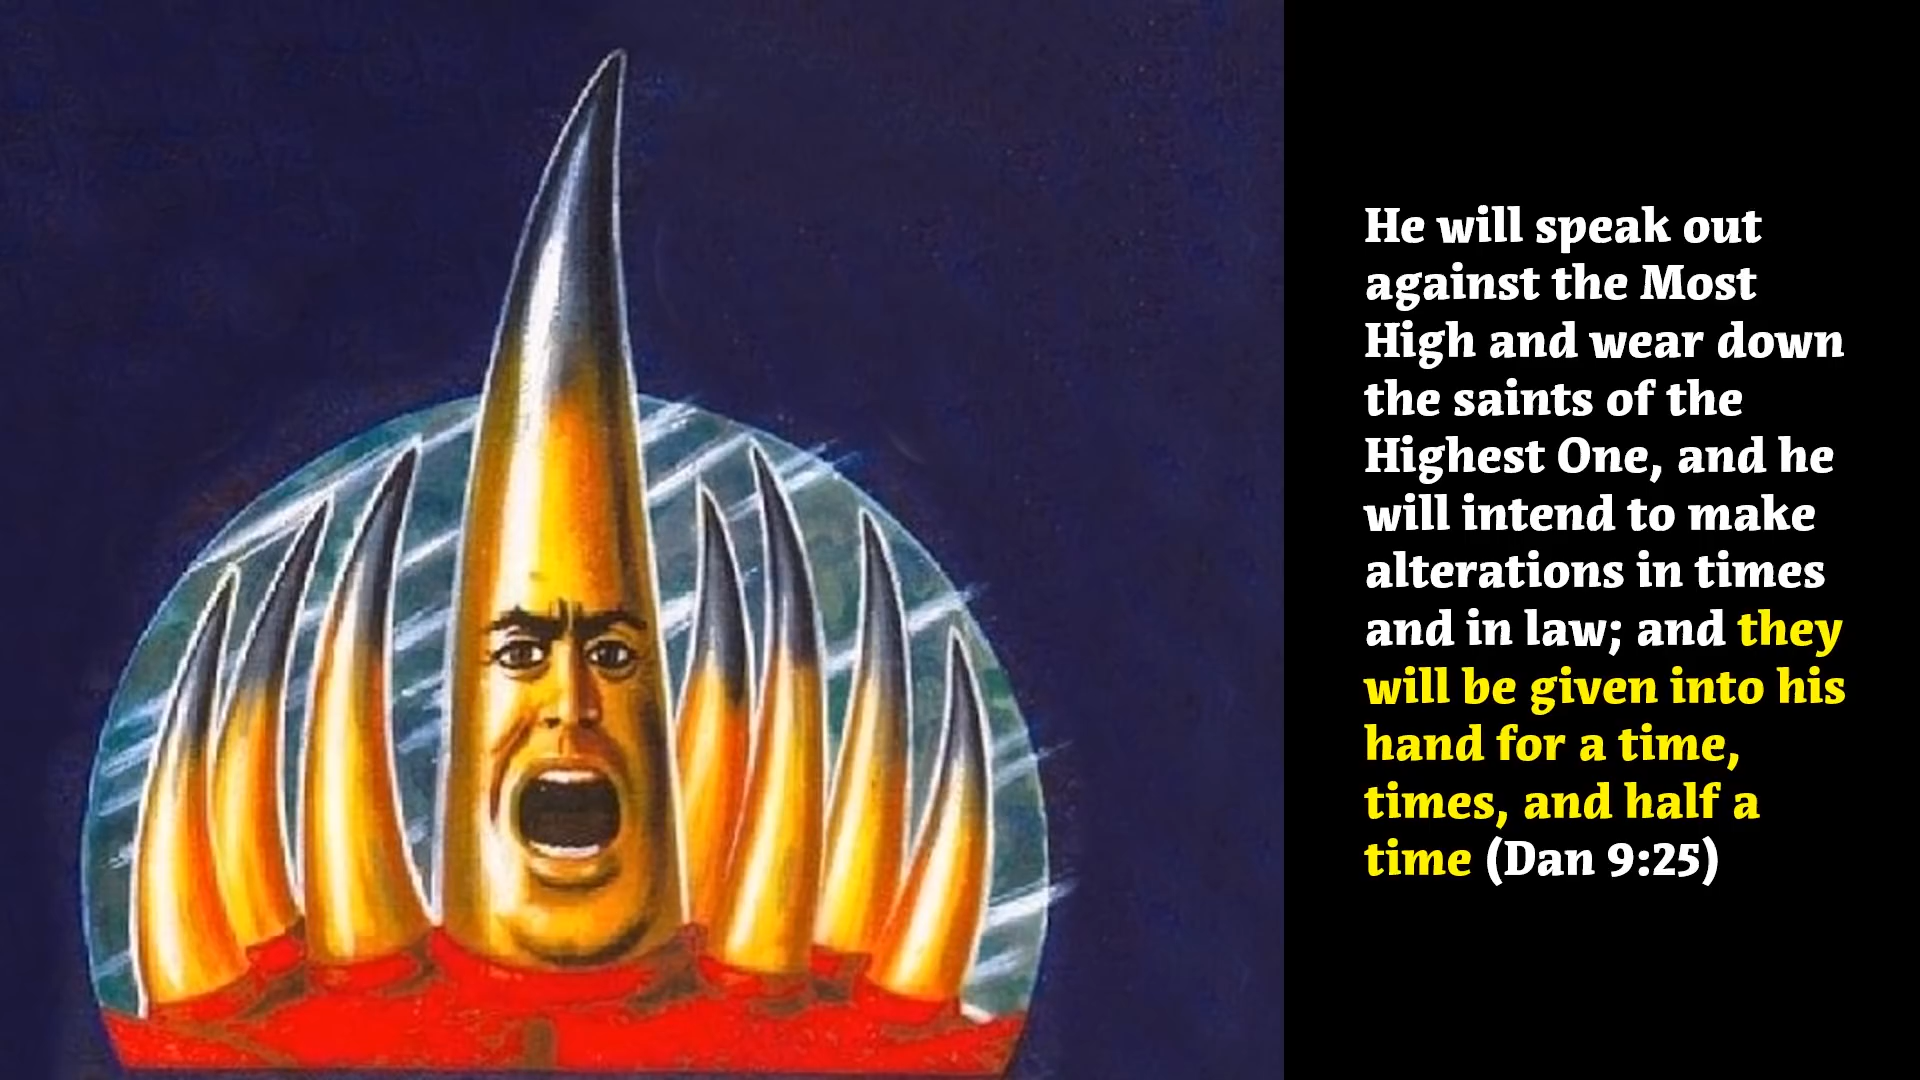 He will speak out
against the Most
High and wear down
the saints of the
Highest One, and he
will intend to make
alterations in times
and in law; and they
will be given into his
hand for a time,
times, and half a
time (Dan 9:25)